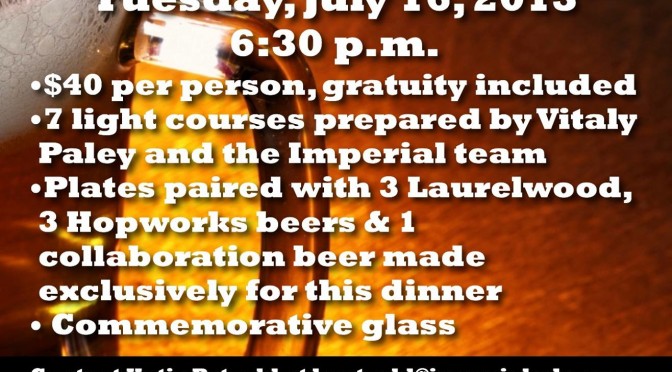 Tuesday, July 16, 2013
6:30 p.m.
•$40 per person, gratuity included
•7 light courses prepared by Vitaly
Paley and the Imperial team
•Plates paired with 3 Laurelwood,
3 Hopworks beers & 1
collaboration beer made
exclusively for this dinner
• Commemorative glass